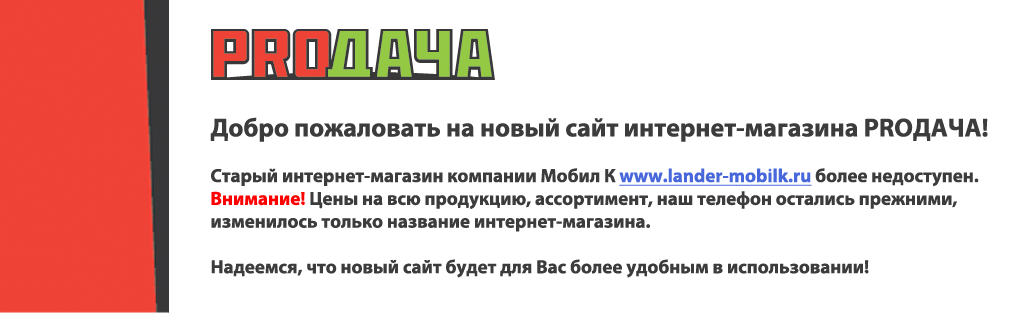 PROДАЧА
Добро пожаловать на новый сайт интернет-магазина PROДАЧА!
Старый интернет-магазин компании Мобил К www.lander-mobilk.ru более недоступен.
Внимание! Цены на всю продукцию, ассортимент, наш телефон остались прежними,
изменилось только название интернет-магазина.
Надеемся, что новый сайт будет для Вас более удобным в использовании!